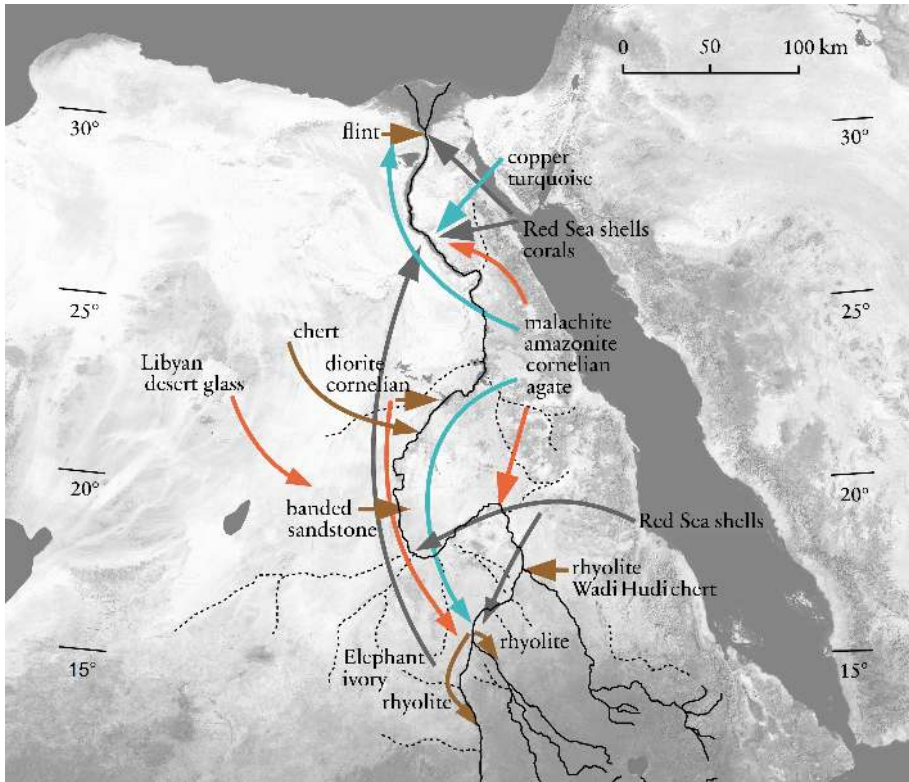 0 50 100 km
30°
30°
flint
copper
turquoise
Red Sea shells
corals
25°
25°
chert
malachite
amazonite
cornelian
agate
Libyan
desert glass
diorite
cornelian
20°
20°
banded
sandstone
Red Sea shells
rhyolite
Wadi Hudi chert
15°
15°
Elephant
ivory
rhyolite
rhyolite